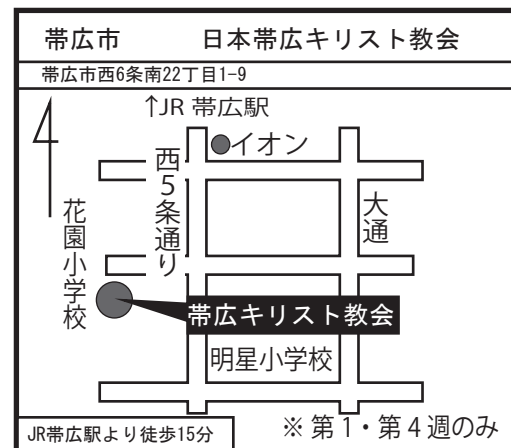 帯広市 日本帯広キリスト教会
帯広市西6条南22丁目1-9
↑JR 帯広駅
イオン
西5条通り
大通
花園小学校
帯広キリスト教会
明星小学校
JR帯広駅より徒歩15分
※ 第1・第4週のみ